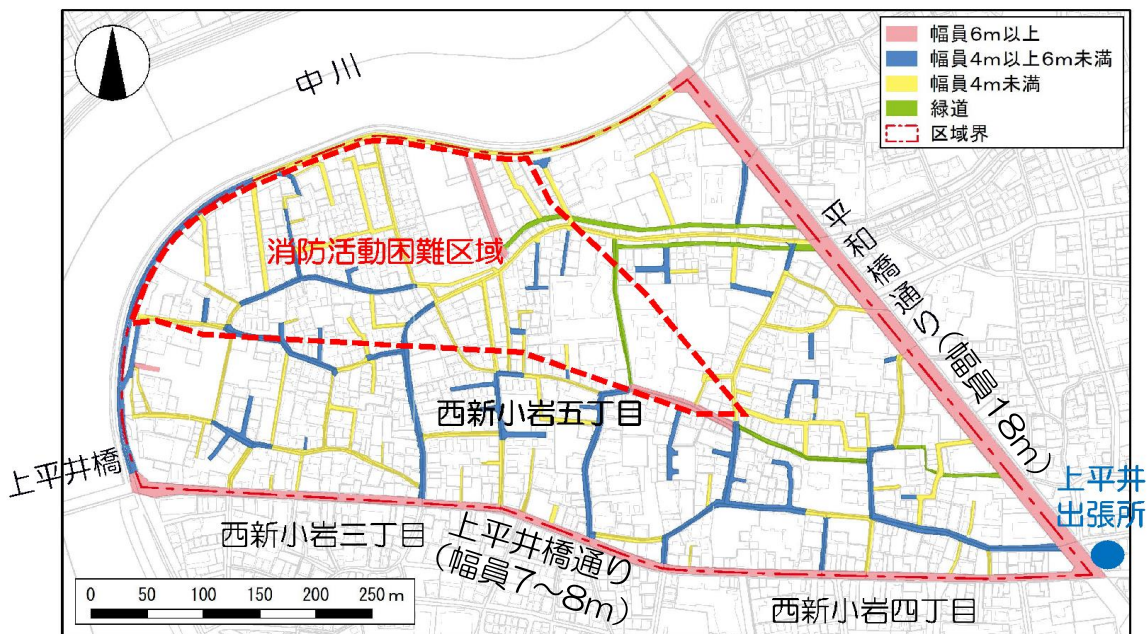 幅員6m以上
幅員4m以上6m未満
幅員4m未満
緑道
区域界
中川
平和橋通り(幅員18m)
消防活動困難区域
西新小岩五丁目
上平井橋
上平井
出張所
西新小岩三丁目
上平井橋通り
(幅員7~8m)
西新小岩四丁目
0 50 100 150 200 250 m